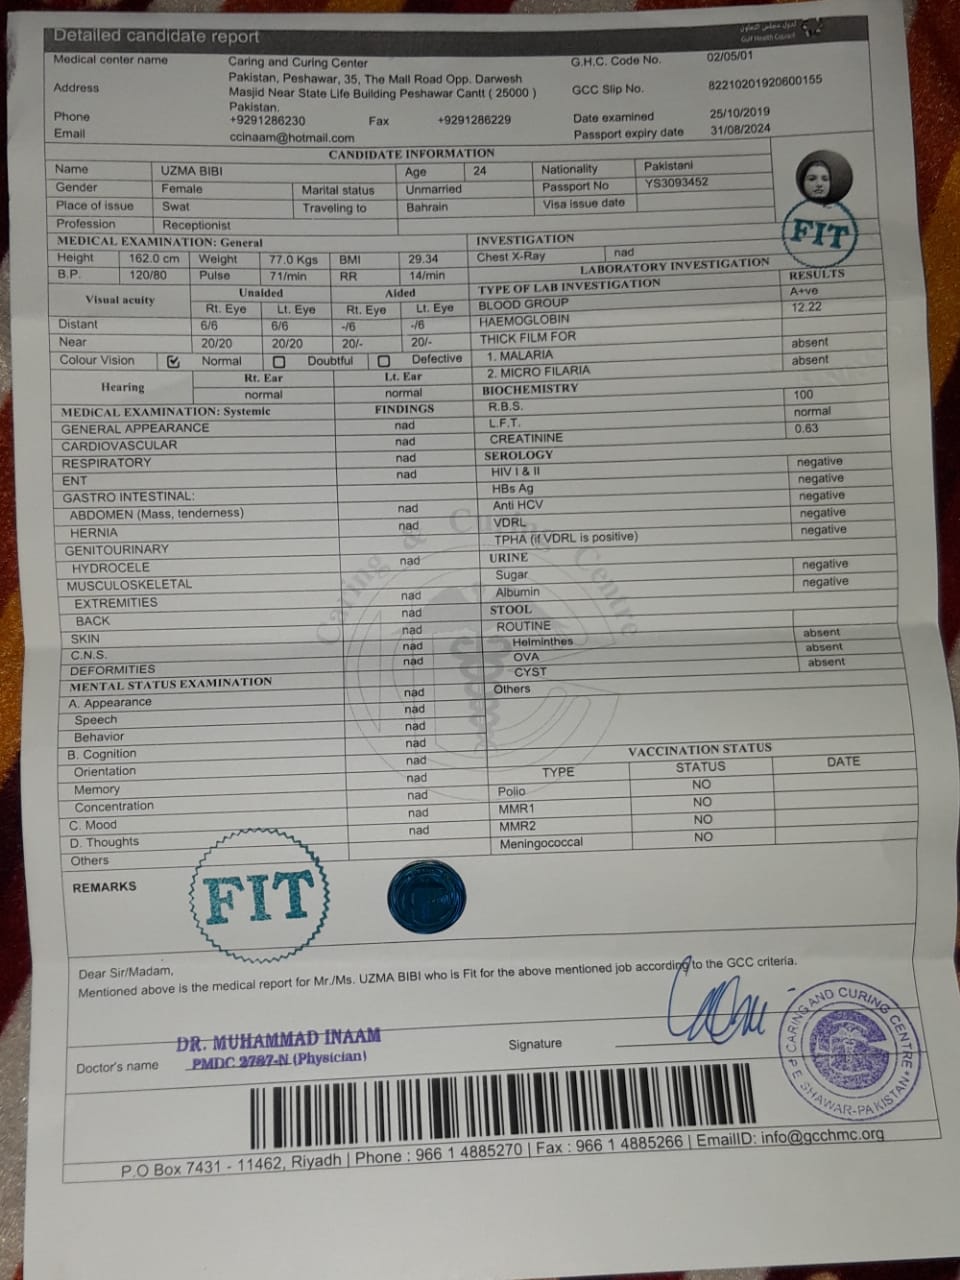 Detailed candidate report
لدول مجلس التعاون
Gulf Health Council
Medical center name Caring and Curing Center G.H.C. Code No. 02/05/01
Address Pakistan, Peshawar, 35, The Mall Road Opp. Darwesh
Masjid Near State Life Building Peshawar Cantt ( 25000 ) GCC Slip No. 82210201920600155
Pakistan.
Phone +9291286230 Fax +9291286229 Date examined 25/10/2019
Email ccinaam@hotmail.com Passport expiry date 31/08/2024
CANDIDATE INFORMATION
Name UZMA BIBI Age 24 Nationality Pakistani
Gender Female Marital status Unmarried Passport No YS3093452
Place of issue Swat Traveling to Bahrain Visa issue date
Profession Receptionist
FIT
MEDICAL EXAMINATION: General
Height 162.0 cm Weight 77.0 Kgs BMI 29.34
B.P. 120/80 Pulse 71/min RR 14/min
Visual acuity Unaided Aided
Rt. Eye Lt. Eye Rt. Eye Lt. Eye
Distant 6/6 6/6 -/6 -/6
Near 20/20 20/20 20/- 20/-
Colour Vision Normal Doubtful Defective
Hearing Rt. Ear Lt. Ear
normal normal
MEDICAL EXAMINATION: Systemic FINDINGS
GENERAL APPEARANCE nad
CARDIOVASCULAR nad
RESPIRATORY nad
ENT nad
GASTRO INTESTINAL:
ABDOMEN (Mass, tenderness) nad
HERNIA nad
GENITOURINARY
HYDROCELE nad
MUSCULOSKELETAL
EXTREMITIES nad
BACK nad
SKIN nad
C.N.S. nad
DEFORMITIES nad
MENTAL STATUS EXAMINATION
A. Appearance nad
Speech nad
Behavior nad
B. Cognition nad
Orientation nad
Memory nad
Concentration nad
C. Mood nad
D. Thoughts nad
Others
INVESTIGATION
Chest X-Ray nad
LABORATORY INVESTIGATION
TYPE OF LAB INVESTIGATION RESULTS
BLOOD GROUP A+ve
HAEMOGLOBIN 12.22
THICK FILM FOR
1. MALARIA absent
2. MICRO FILARIA absent
BIOCHEMISTRY
R.B.S. 100
L.F.T. normal
CREATININE 0.63
SEROLOGY
HIV I & II negative
HBs Ag negative
Anti HCV negative
VDRL negative
TPHA (if VDRL is positive) negative
URINE
Sugar negative
Albumin negative
STOOL
ROUTINE
Helminthes absent
OVA absent
CYST absent
Others
VACCINATION STATUS
TYPE STATUS DATE
Polio NO
MMR1 NO
MMR2 NO
Meningococcal NO
Caring & Curing Centre
REMARKS
FIT
Dear Sir/Madam,
Mentioned above is the medical report for Mr./Ms. UZMA BIBI who is Fit for the above mentioned job according to the GCC criteria.
Doctor's name DR. MUHAMMAD INAAM
PMDC 2787-N (Physician)
Signature
CARING AND CURING CENTRE
PESHAWAR-PAKISTAN
P.O Box 7431 - 11462, Riyadh | Phone : 966 1 4885270 | Fax : 966 1 4885266 | EmailID: info@gcchmc.org